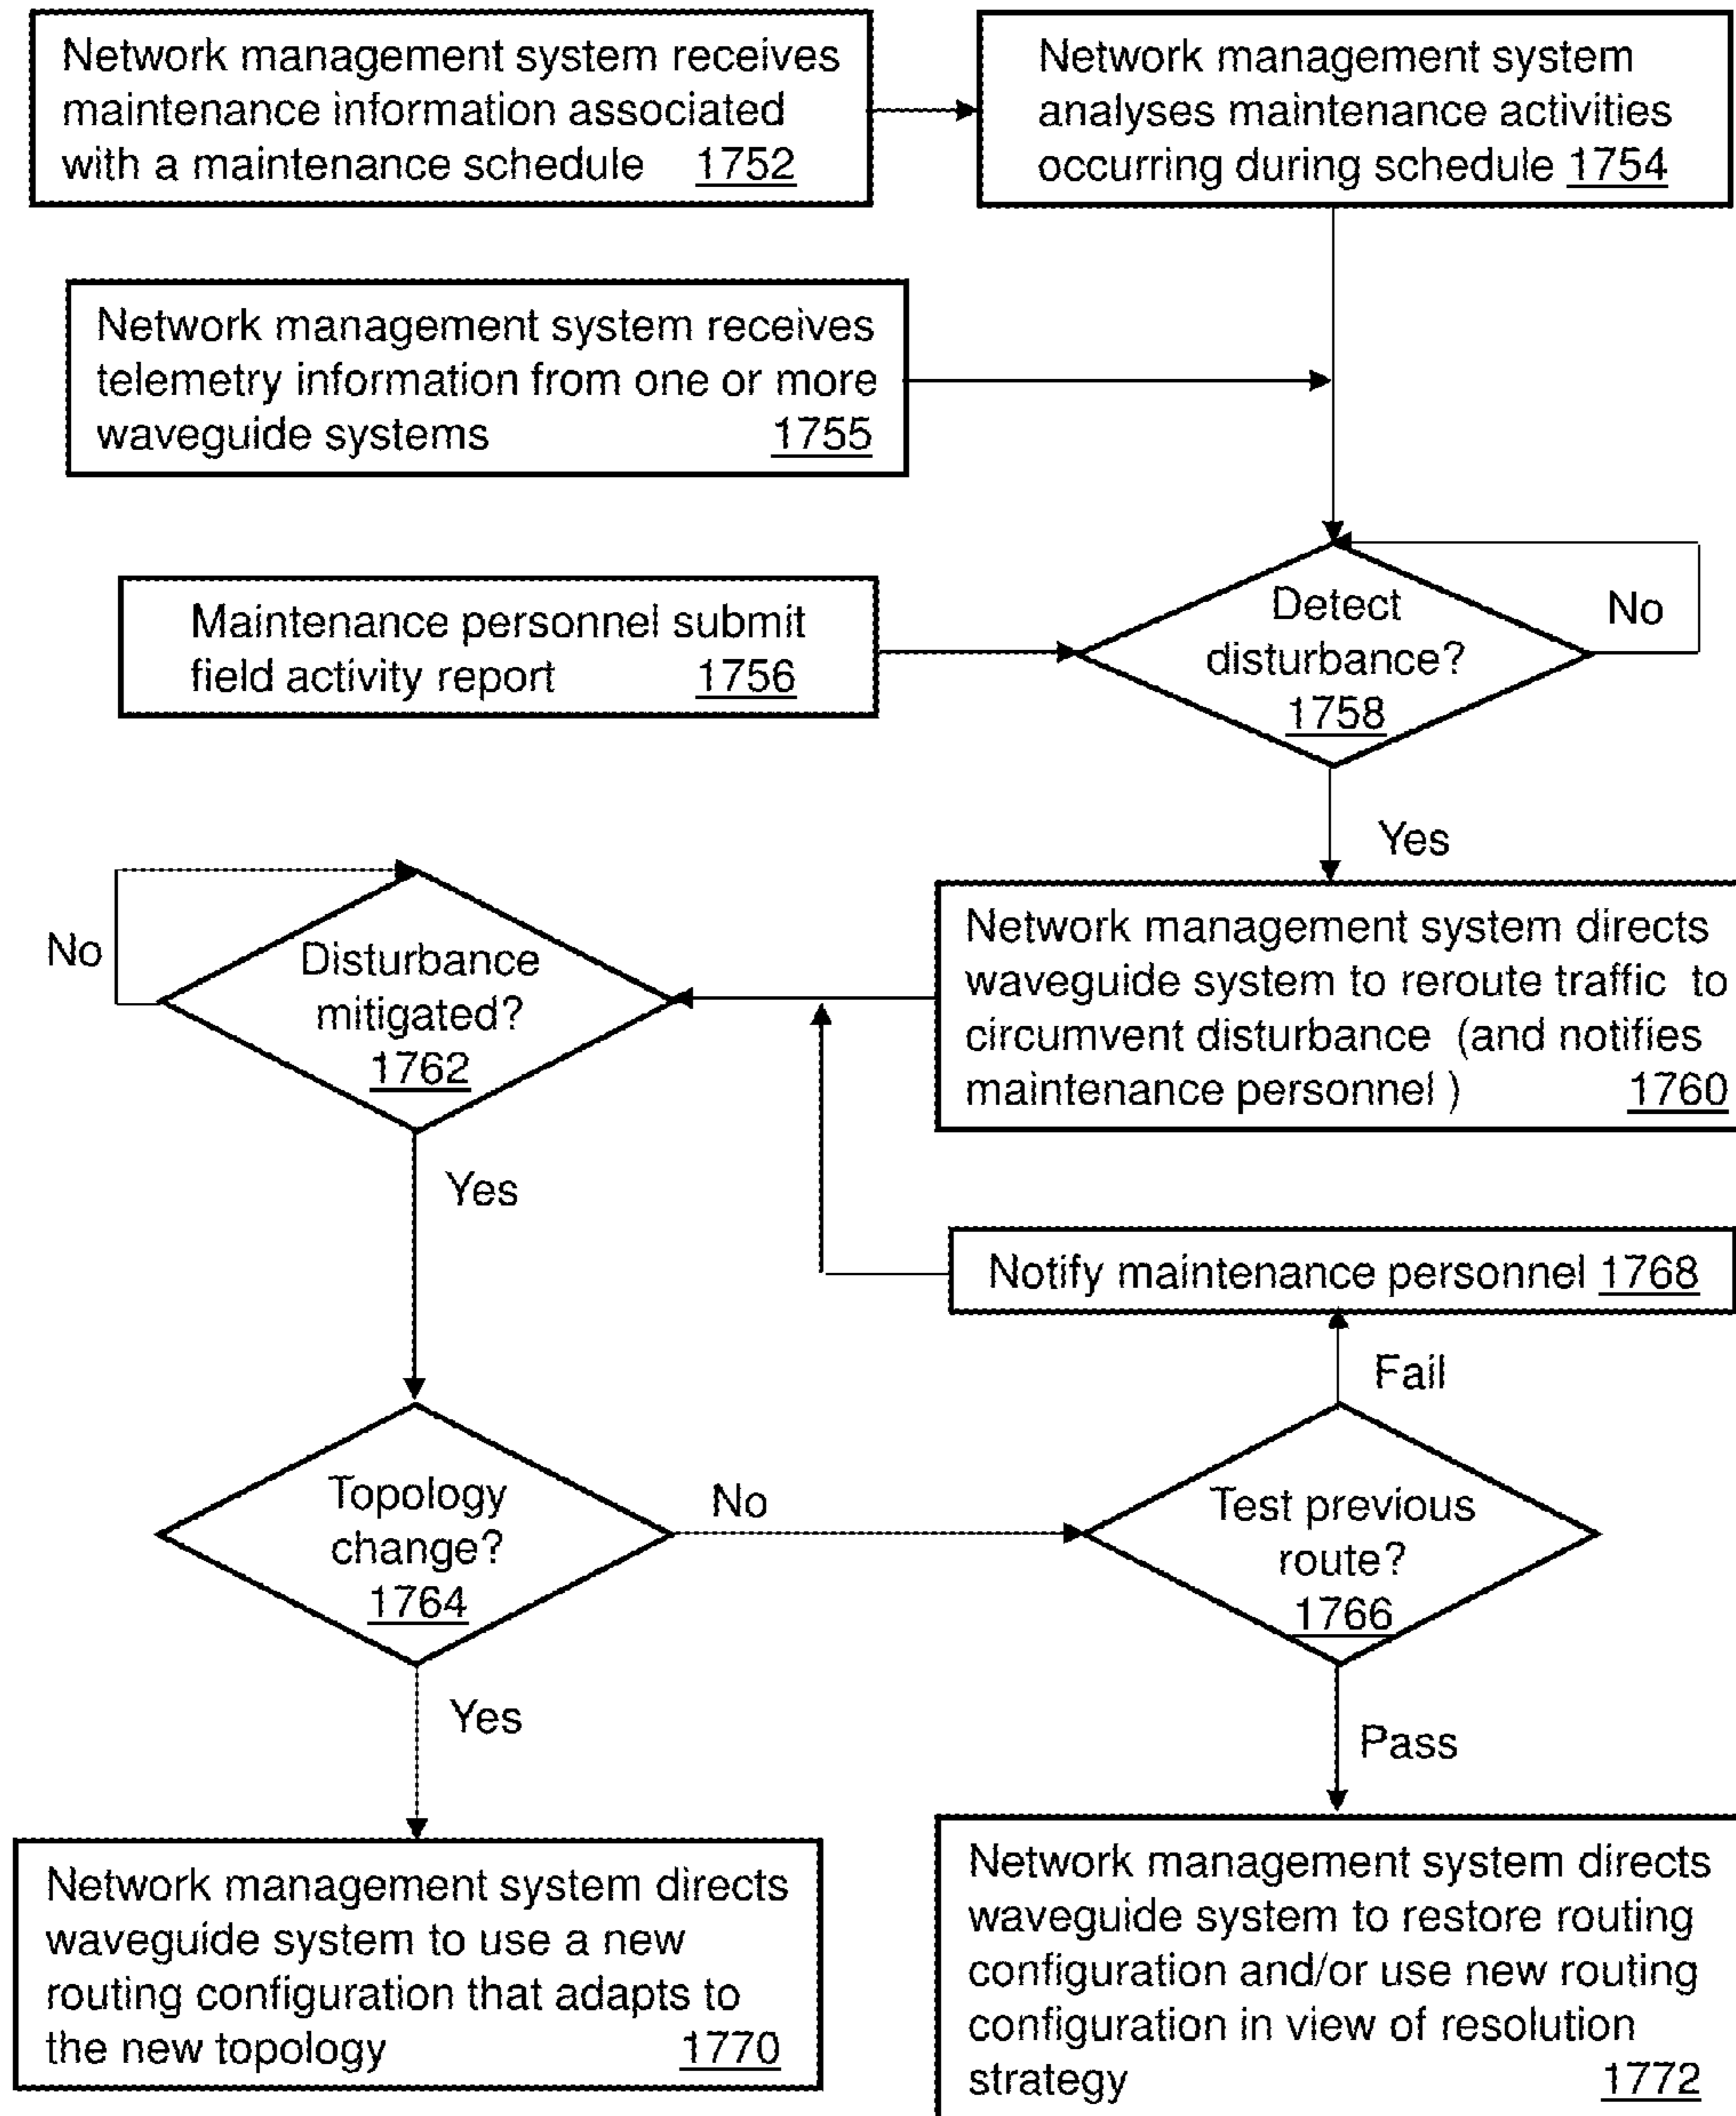 Network management system receives
maintenance information associated
with a maintenance schedule 1752
Network management system
analyses maintenance activities
occurring during schedule 1754
Network management system receives
telemetry information from one or more
waveguide systems 1755
Maintenance personnel submit
field activity report 1756
Detect
disturbance?
1758
No
Yes
Network management system directs
waveguide system to reroute traffic to
circumvent disturbance (and notifies
maintenance personnel ) 1760
No
Disturbance
mitigated?
1762
Yes
Notify maintenance personnel 1768
Fail
Topology
change?
1764
No
Test previous
route?
1766
Yes
Pass
Network management system directs
waveguide system to use a new
routing configuration that adapts to
the new topology 1770
Network management system directs
waveguide system to restore routing
configuration and/or use new routing
configuration in view of resolution
strategy 1772